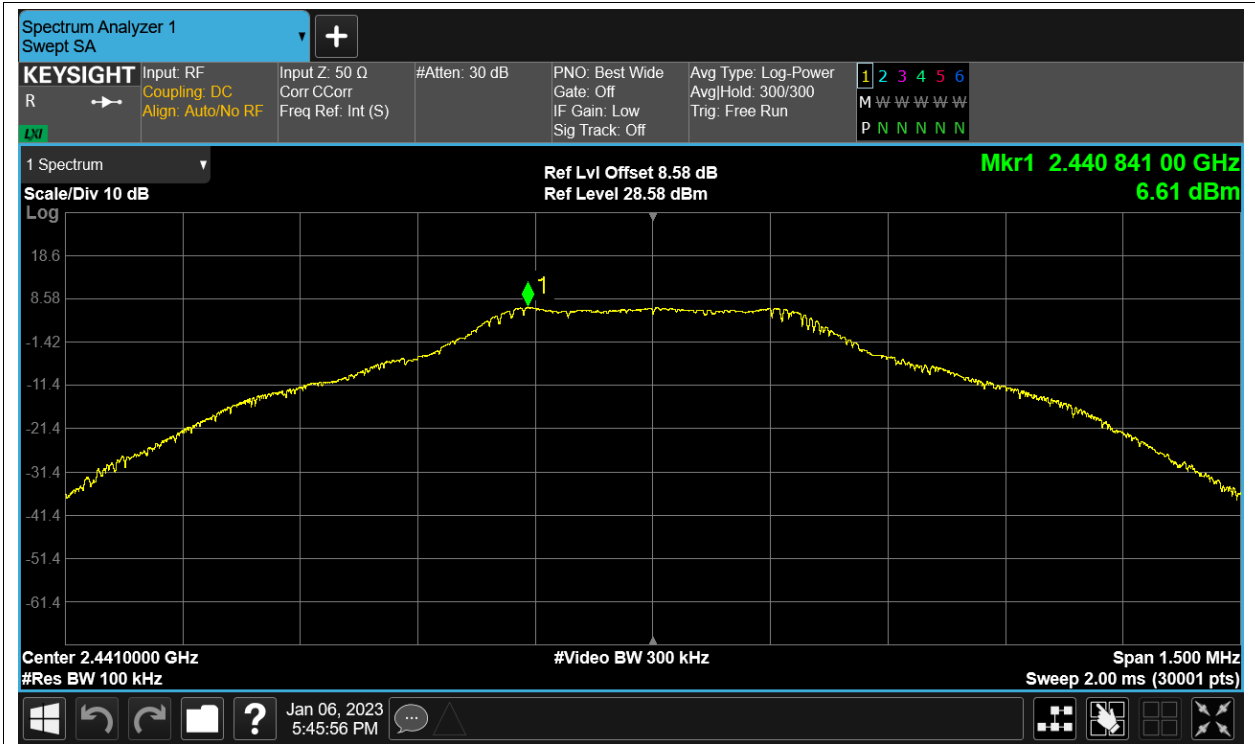 Spectrum Analyzer 1
Swept SA
KEYSIGHT
R
LXI
Input: RF
Coupling: DC
Align: Auto/No RF
Input Z: 50 Ω
Corr CCorr
Freq Ref: Int (S)
#Atten: 30 dB
PNO: Best Wide
Gate: Off
IF Gain: Low
Sig Track: Off
Avg Type: Log-Power
Avg|Hold: 300/300
Trig: Free Run
1 2 3 4 5 6
M W W W W W
P N N N N N
1 Spectrum
Scale/Div 10 dB
Log
Ref Lvl Offset 8.58 dB
Ref Level 28.58 dBm
Mkr1 2.440 841 00 GHz
6.61 dBm
18.6
8.58
-1.42
-11.4
-21.4
-31.4
-41.4
-51.4
-61.4
1
Center 2.4410000 GHz
#Res BW 100 kHz
#Video BW 300 kHz
Span 1.500 MHz
Sweep 2.00 ms (30001 pts)
?
Jan 06, 2023
5:45:56 PM